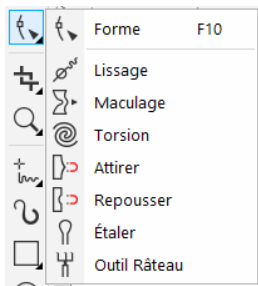 Forme F10
Lissage
Maculage
Torsion
Attirer
Repousser
Étaler
Outil Râteau